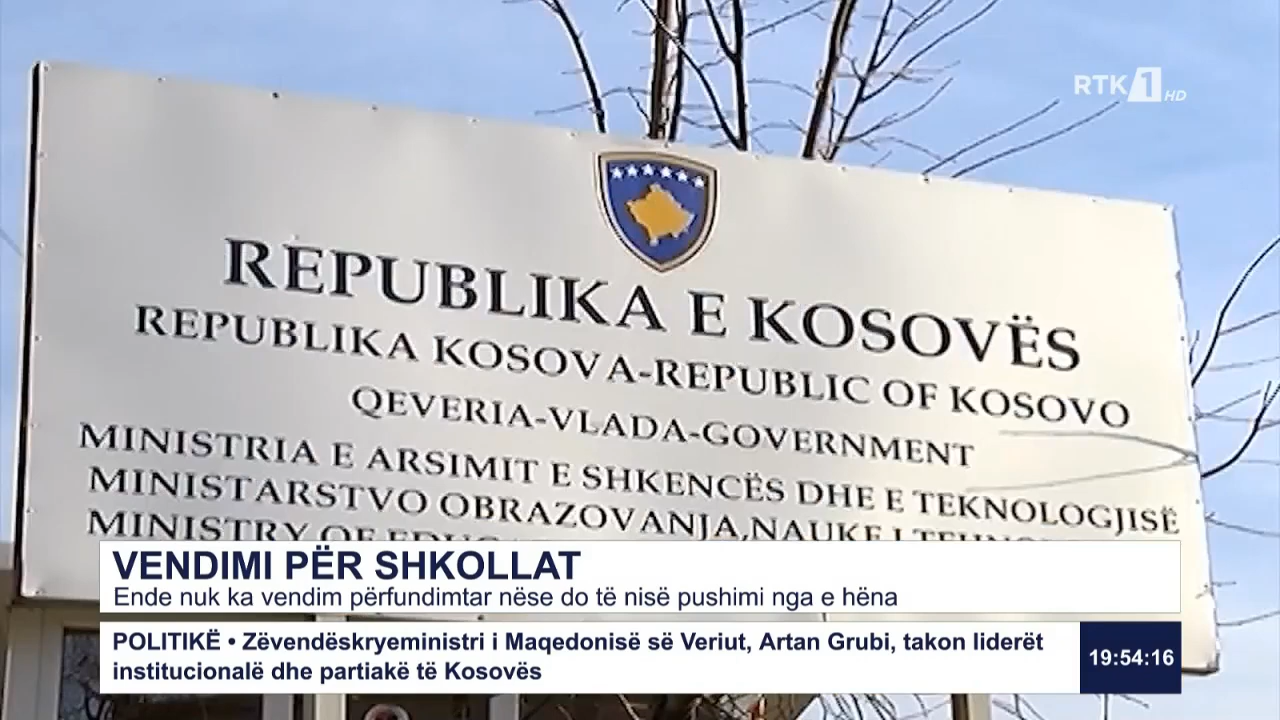 RTK 1 HD
REPUBLIKA E KOSOVËS
REPUBLIKA KOSOVA-REPUBLIC OF KOSOVO
QEVERIA-VLADA-GOVERNMENT
MINISTRIA E ARSIMIT E SHKENCËS DHE E TEKNOLOGJISË
MINISTARSTVO OBRAZOVANJA,NAUKE I
MINISTRY OF
VENDIMI PËR SHKOLLAT
Ende nuk ka vendim përfundimtar nëse do të nisë pushimi nga e hëna
POLITIKË • Zëvendëskryeministri i Maqedonisë së Veriut, Artan Grubi, takon liderët
institucionalë dhe partiakë të Kosovës
19:54:16